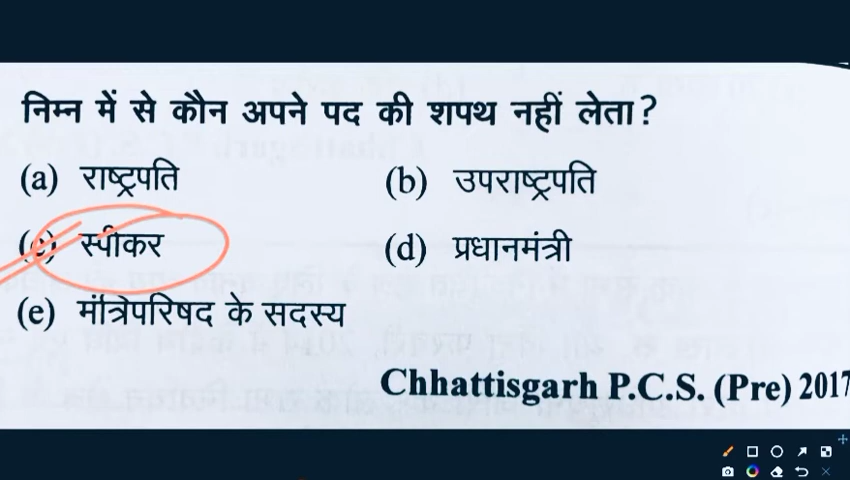 निम्न में से कौन अपने पद की शपथ नहीं लेता?
(a) राष्ट्रपति (b) उपराष्ट्रपति
(c) स्पीकर (d) प्रधानमंत्री
(e) मंत्रिपरिषद के सदस्य
Chhattisgarh P.C.S. (Pre) 2017